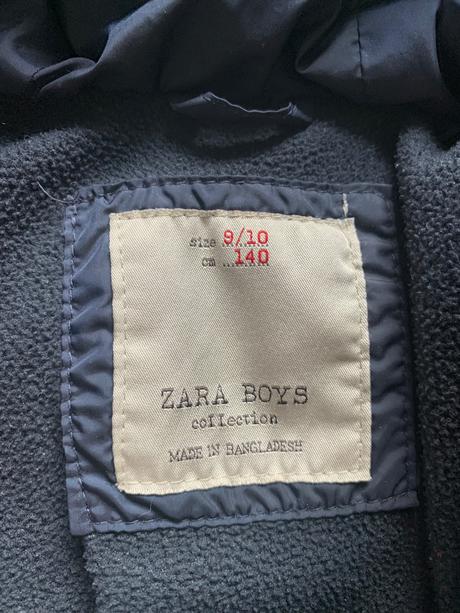 size 9/10
cm 140
ZARA BOYS
collection
MADE IN BANGLADESH